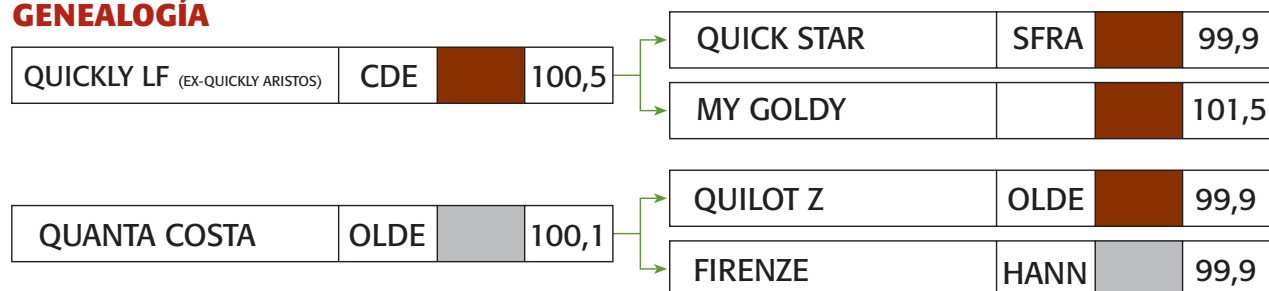 GENEALOGÍA
QUICKLY LF (EX-QUICKLY ARISTOS) CDE 100,5
QUICK STAR SFRA 99,9
MY GOLDY 101,5
QUANTA COSTA OLDE 100,1
QUILOT Z OLDE 99,9
FIRENZE HANN 99,9